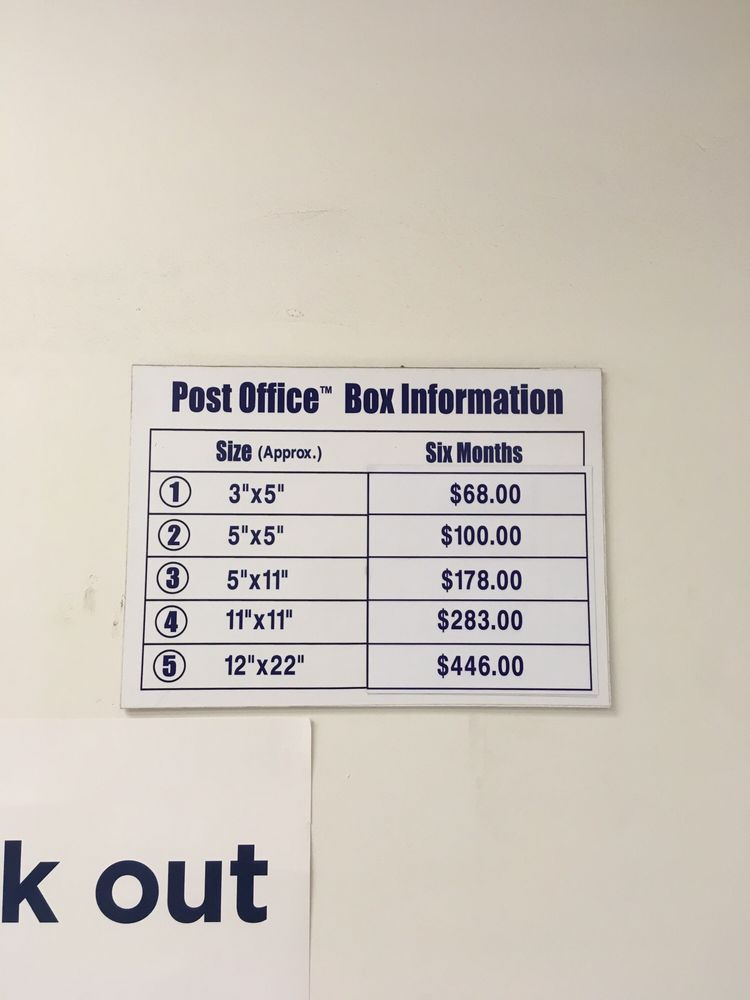 Post Office™ Box Information
Size (Approx.) Six Months
1 3"x5" $68.00
2 5"x5" $100.00
3 5"x11" $178.00
4 11"x11" $283.00
5 12"x22" $446.00
k out